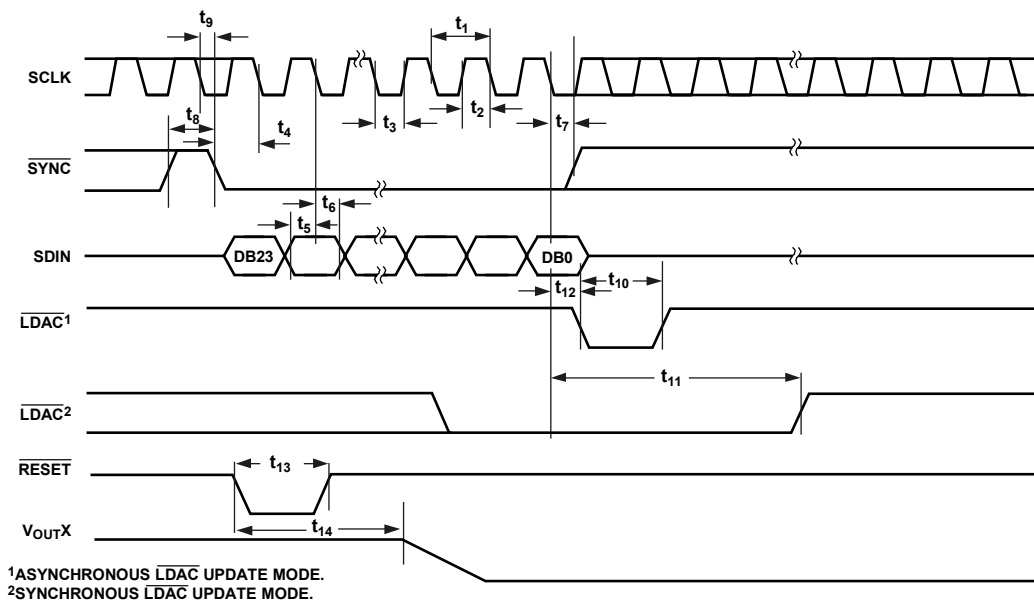 t9
t1
SCLK
t8
t4
t3
t2
t7
SYNC
t6
t5
SDIN
DB23
DB0
t12
t10
LDAC1
t11
LDAC2
RESET
t13
t14
VOUTX
1ASYNCHRONOUS LDAC UPDATE MODE.
2SYNCHRONOUS LDAC UPDATE MODE.